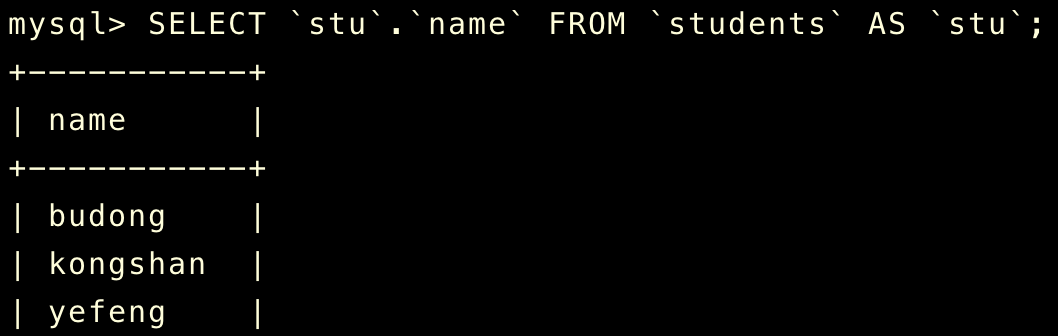 mysql> SELECT `stu`.`name` FROM `students` AS `stu`;
+-----------+
| name      |
+-----------+
| budong    |
| kongshan  |
| yefeng    |